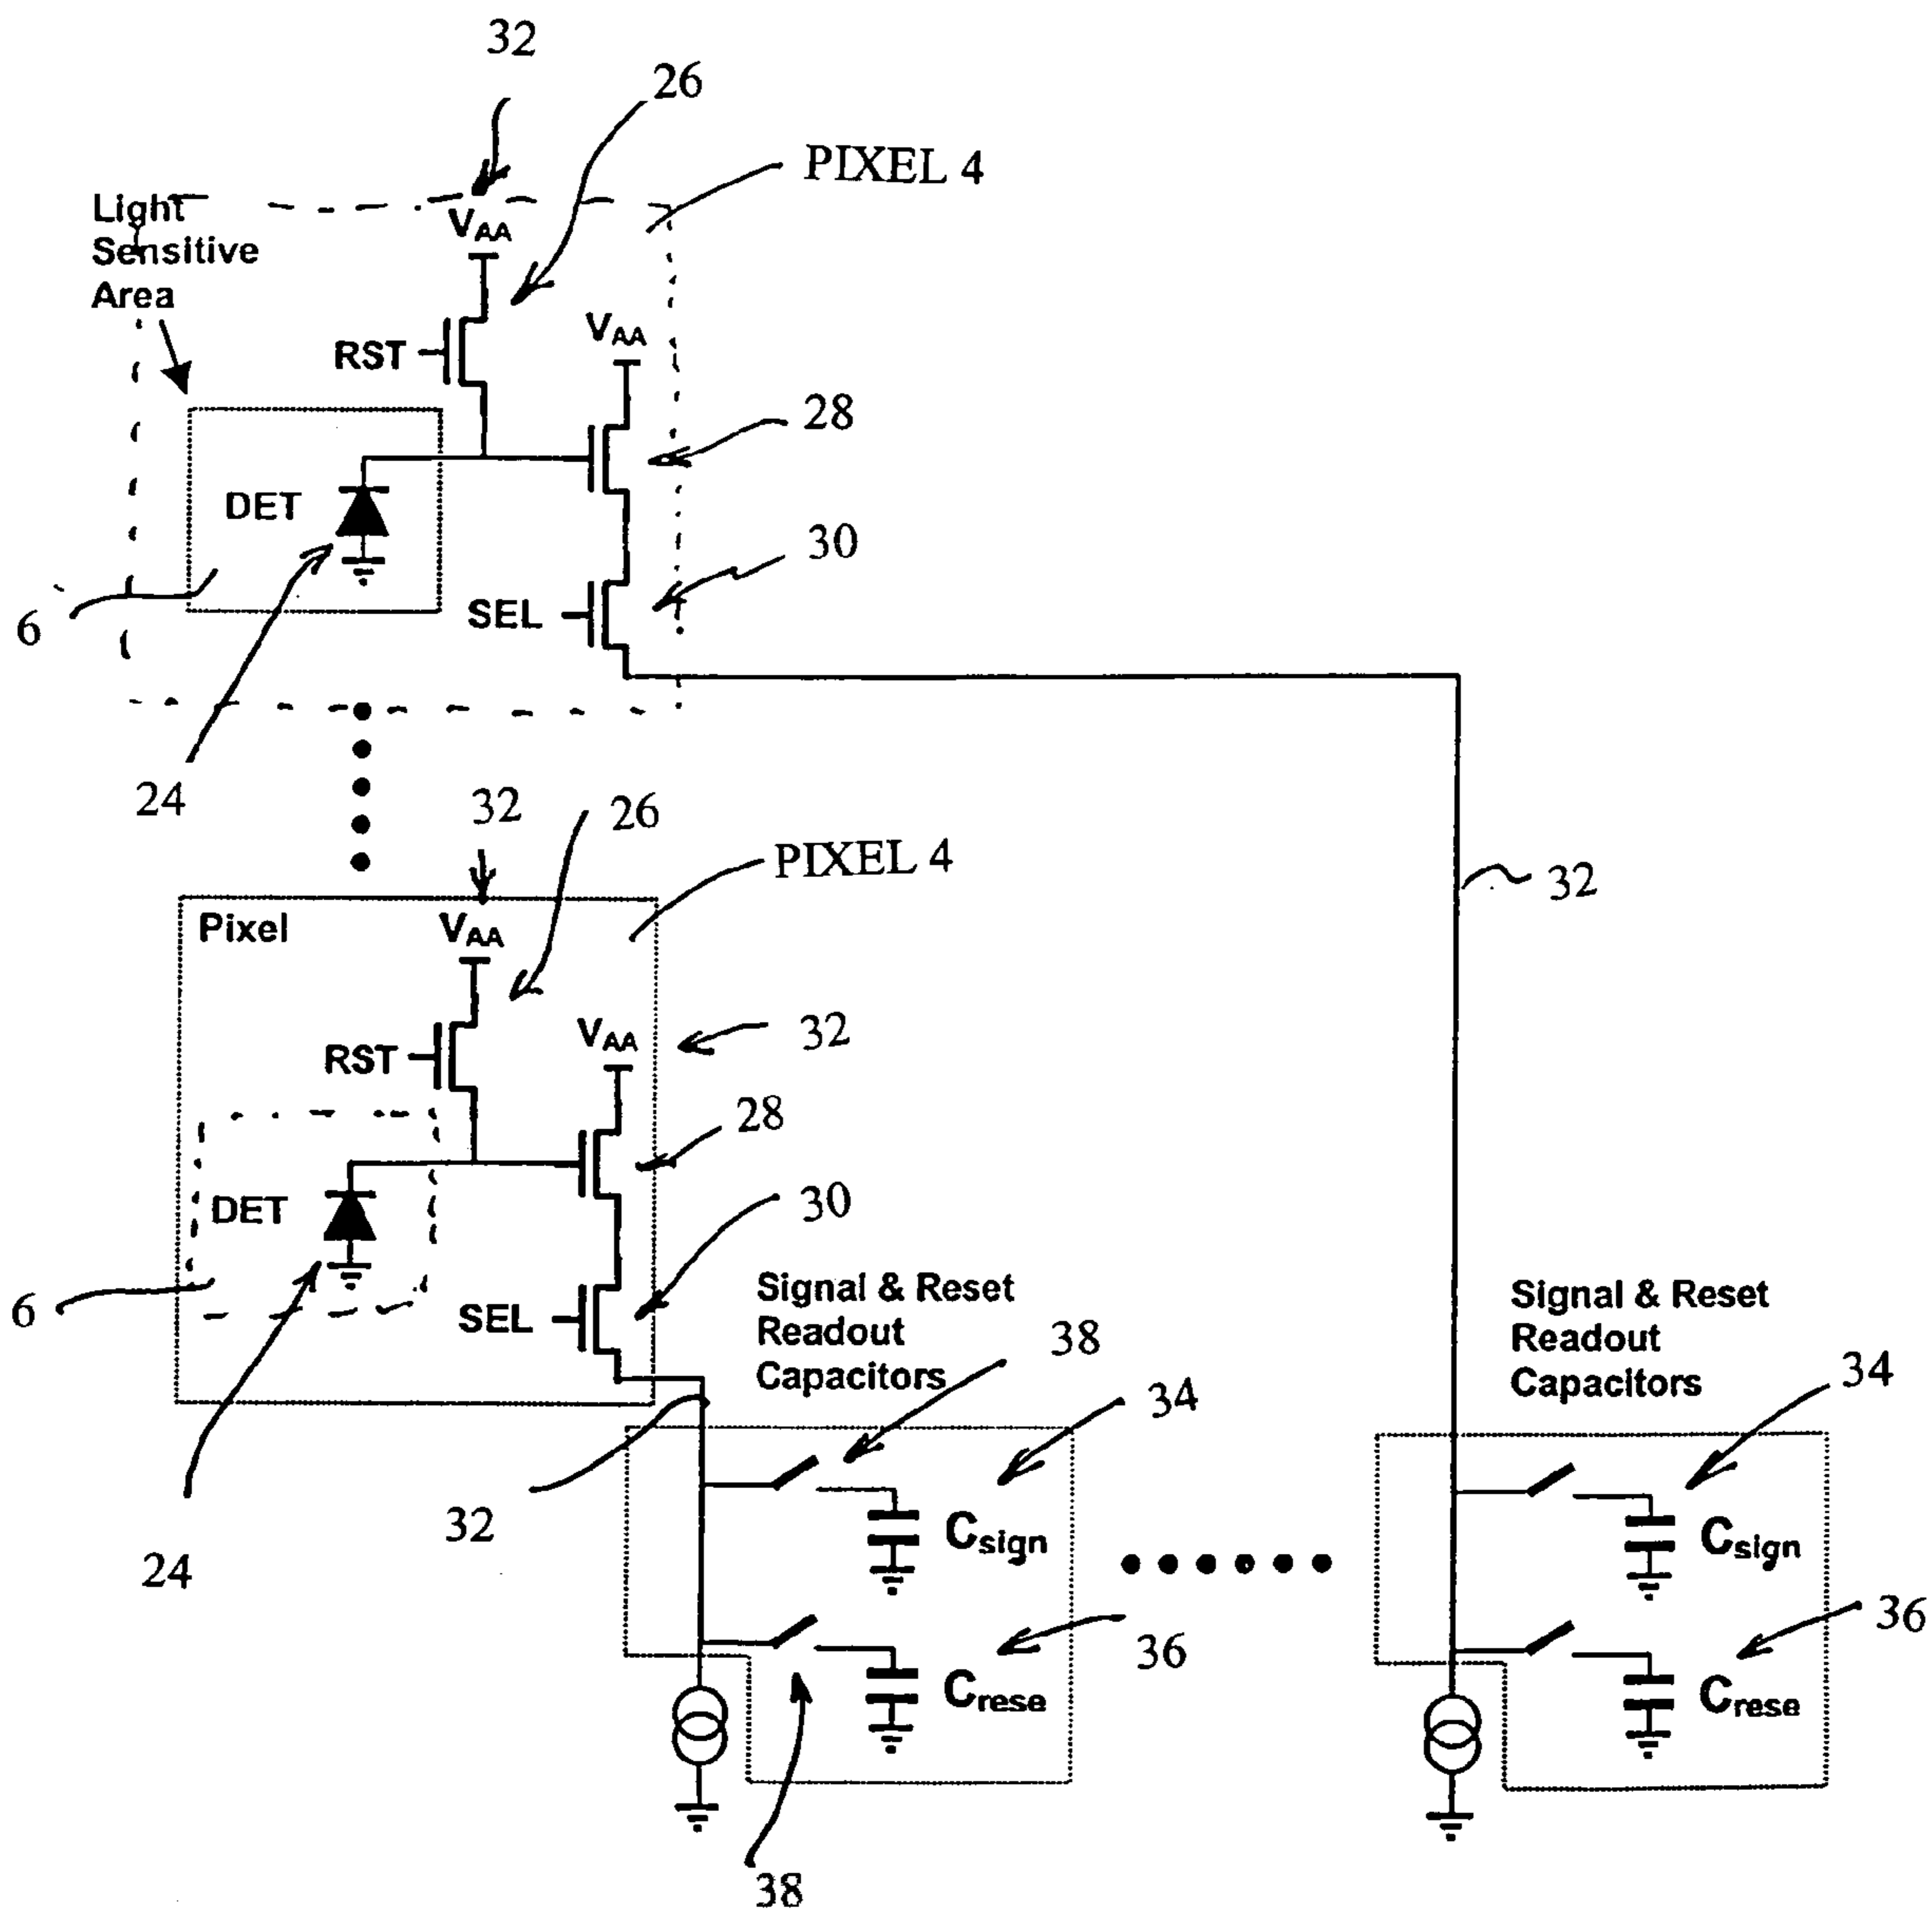 32
26
PIXEL 4
Light
Sensitive
Area
VAA
VAA
RST
28
DET
30
SEL
6
24
32
26
PIXEL 4
32
Pixel
VAA
32
VAA
RST
28
DET
30
6
SEL
Signal & Reset
Readout
Capacitors
38
34
Signal & Reset
Readout
Capacitors
34
32
24
Csign
Csign
36
36
Crese
Crese
38